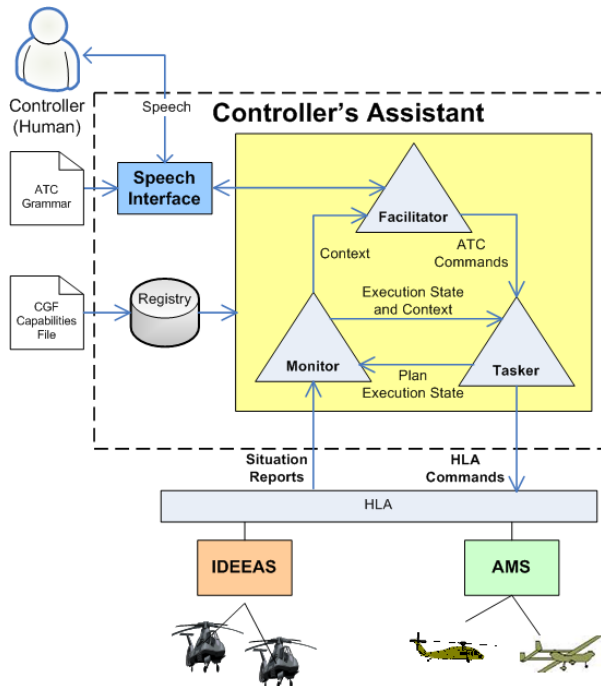 Controller
(Human)
Speech
Controller's Assistant
ATC
Grammar
Speech
Interface
Facilitator
Context
ATC
Commands
CGF
Capabilities
File
Registry
Execution State
and Context
Monitor
Plan
Execution State
Tasker
Situation
Reports
HLA
Commands
HLA
IDEEAS
AMS